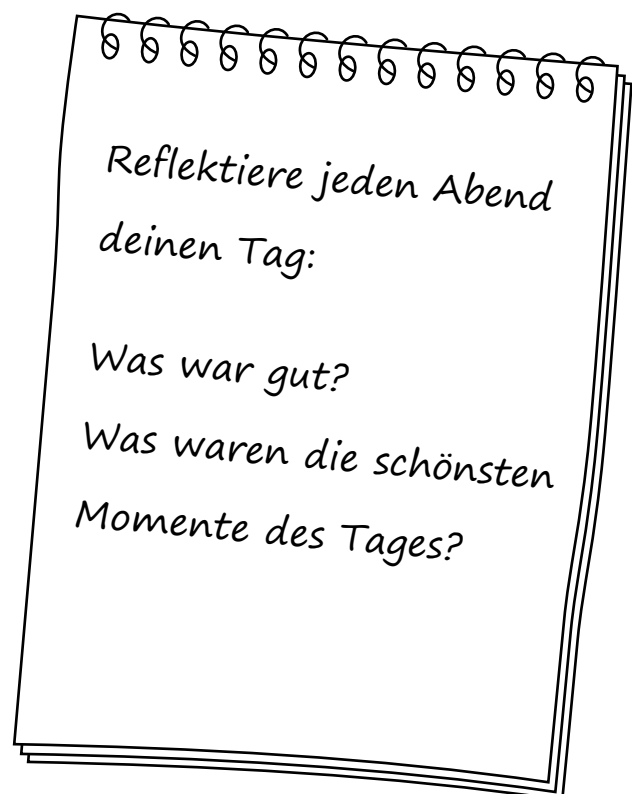 Reflektiere jeden Abend
deinen Tag:
Was war gut?
Was waren die schönsten
Momente des Tages?